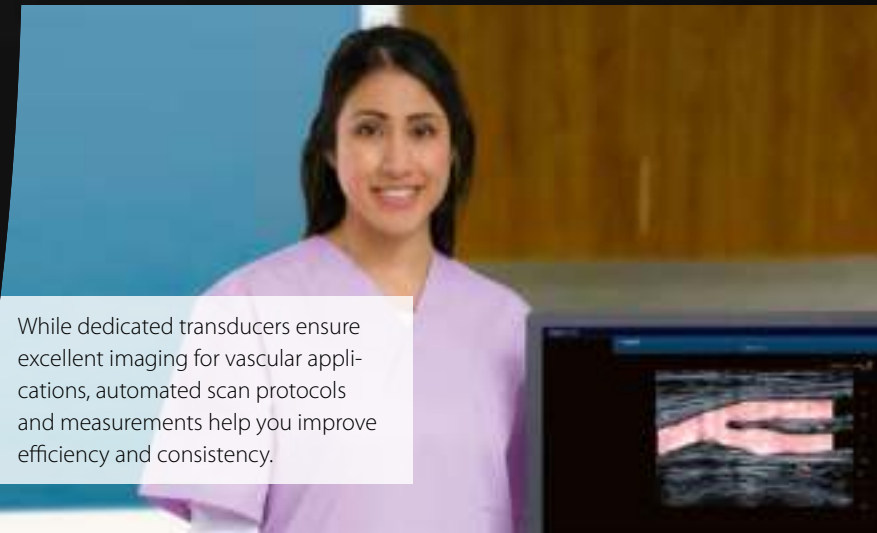 While dedicated transducers ensure
excellent imaging for vascular appli-
cations, automated scan protocols
and measurements help you improve
efficiency and consistency.